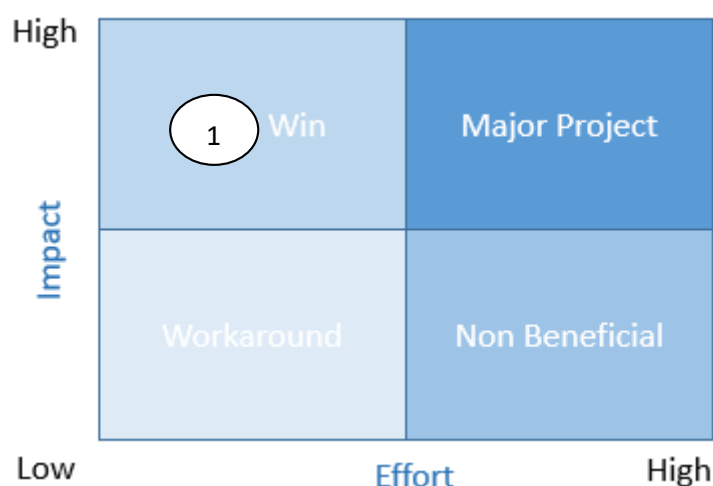 High
1 Win
Major Project
Impact
Workaround
Non Beneficial
Low
Effort
High